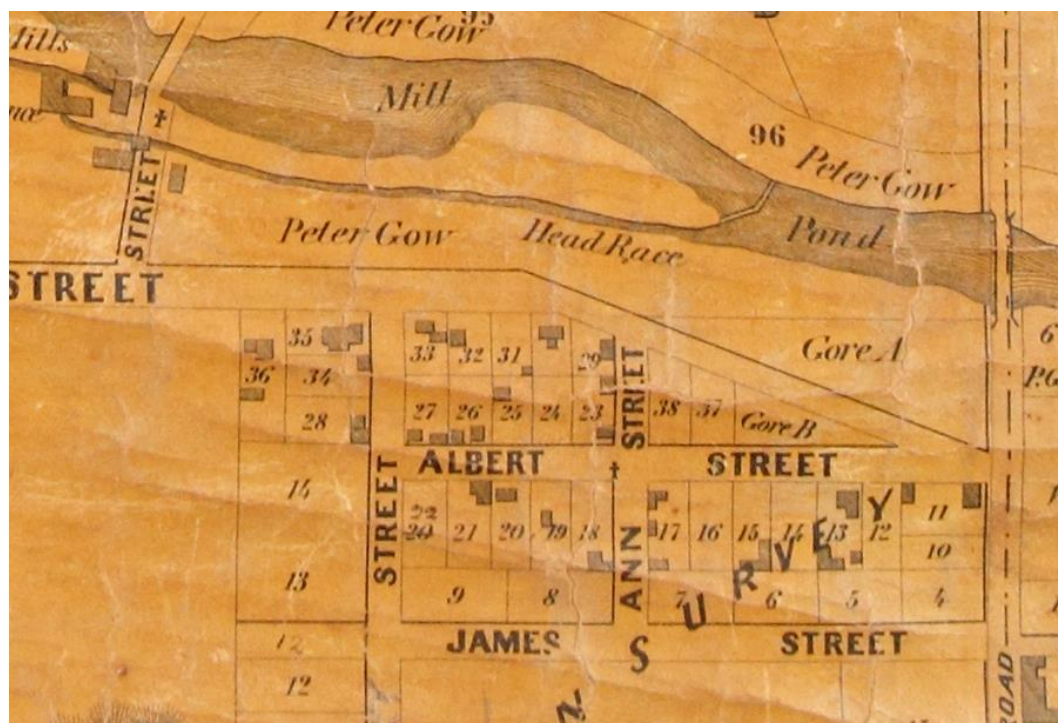 95
Peter Gow
Mills
Mill
96
Peter Gow
STREET
Peter Gow
Head Race
Pond
STREET
35
33
32
31
29
STREET
Gore A
6
36
34
P.G
28
27
26
25
24
23
38
37
Gore B
ALBERT
STREET
14
STREET
22
20
21
20
19
18
ANN
17
16
15
14
13
12
11
10
13
9
8
7
6
5
4
SURVEY
12
JAMES
STREET
12
ROAD